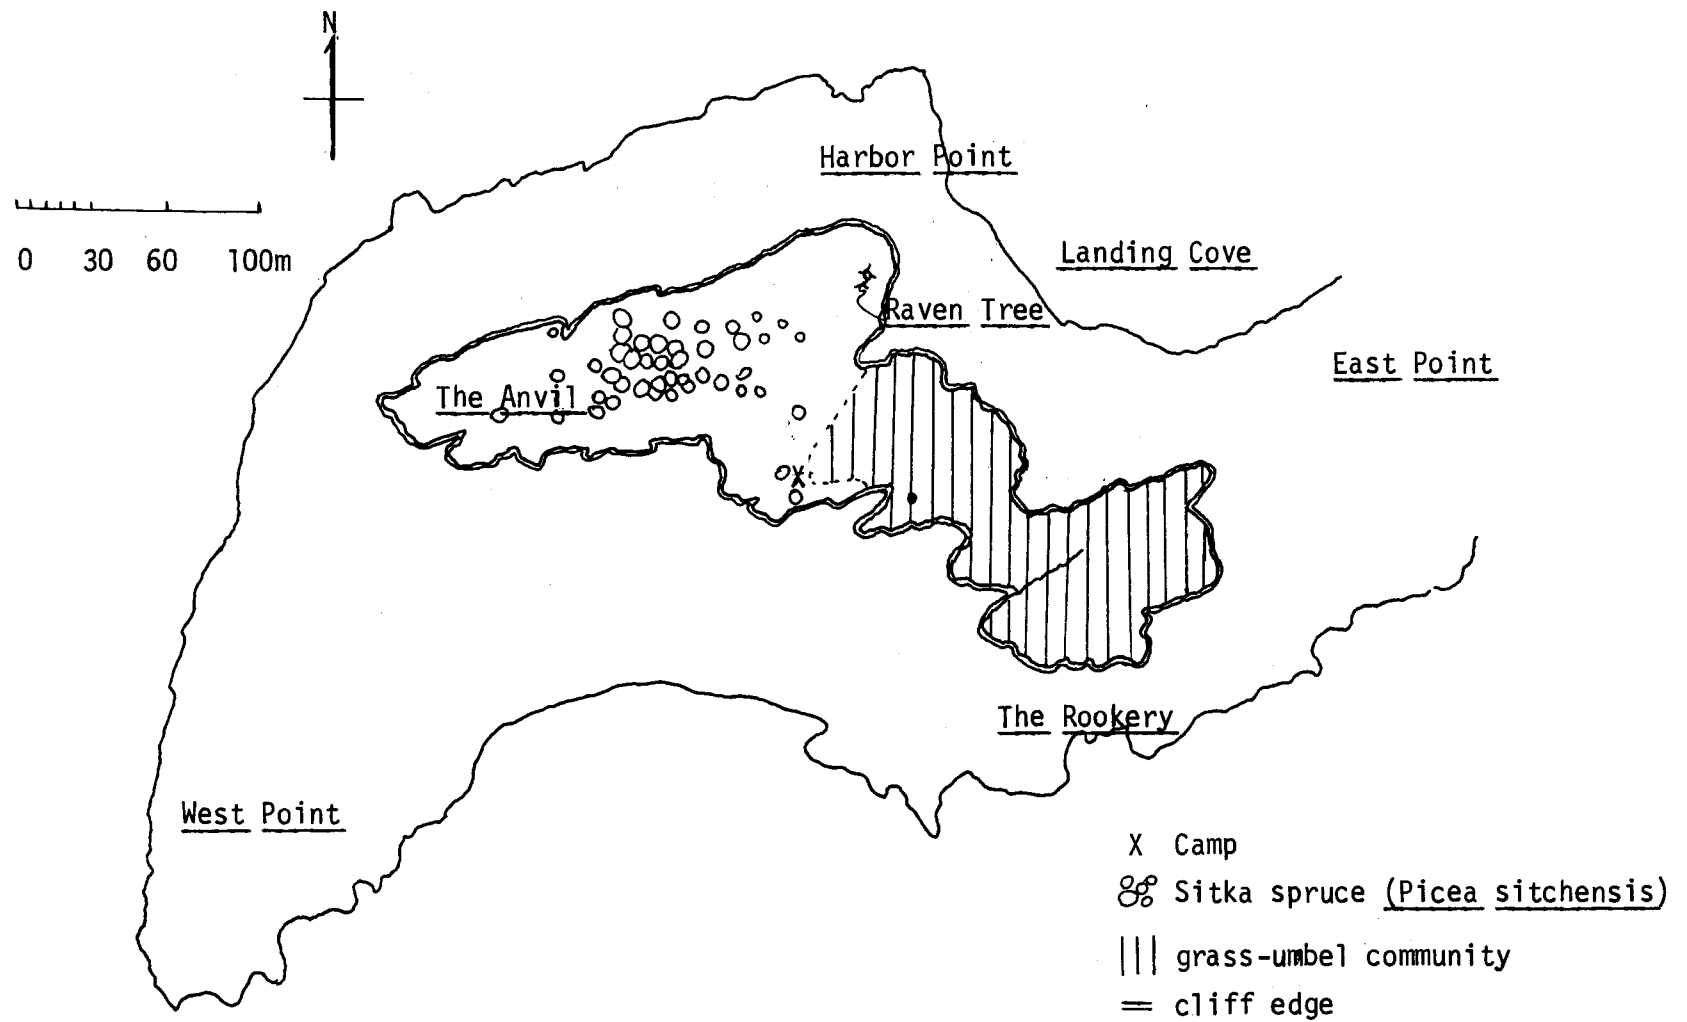 N
Harbor Point
Landing Cove
0 30 60 100m
Raven Tree
East Point
The Anvil
X
The Rookery
West Point
X Camp
Sitka spruce (Picea sitchensis)
grass-umbel community
cliff edge